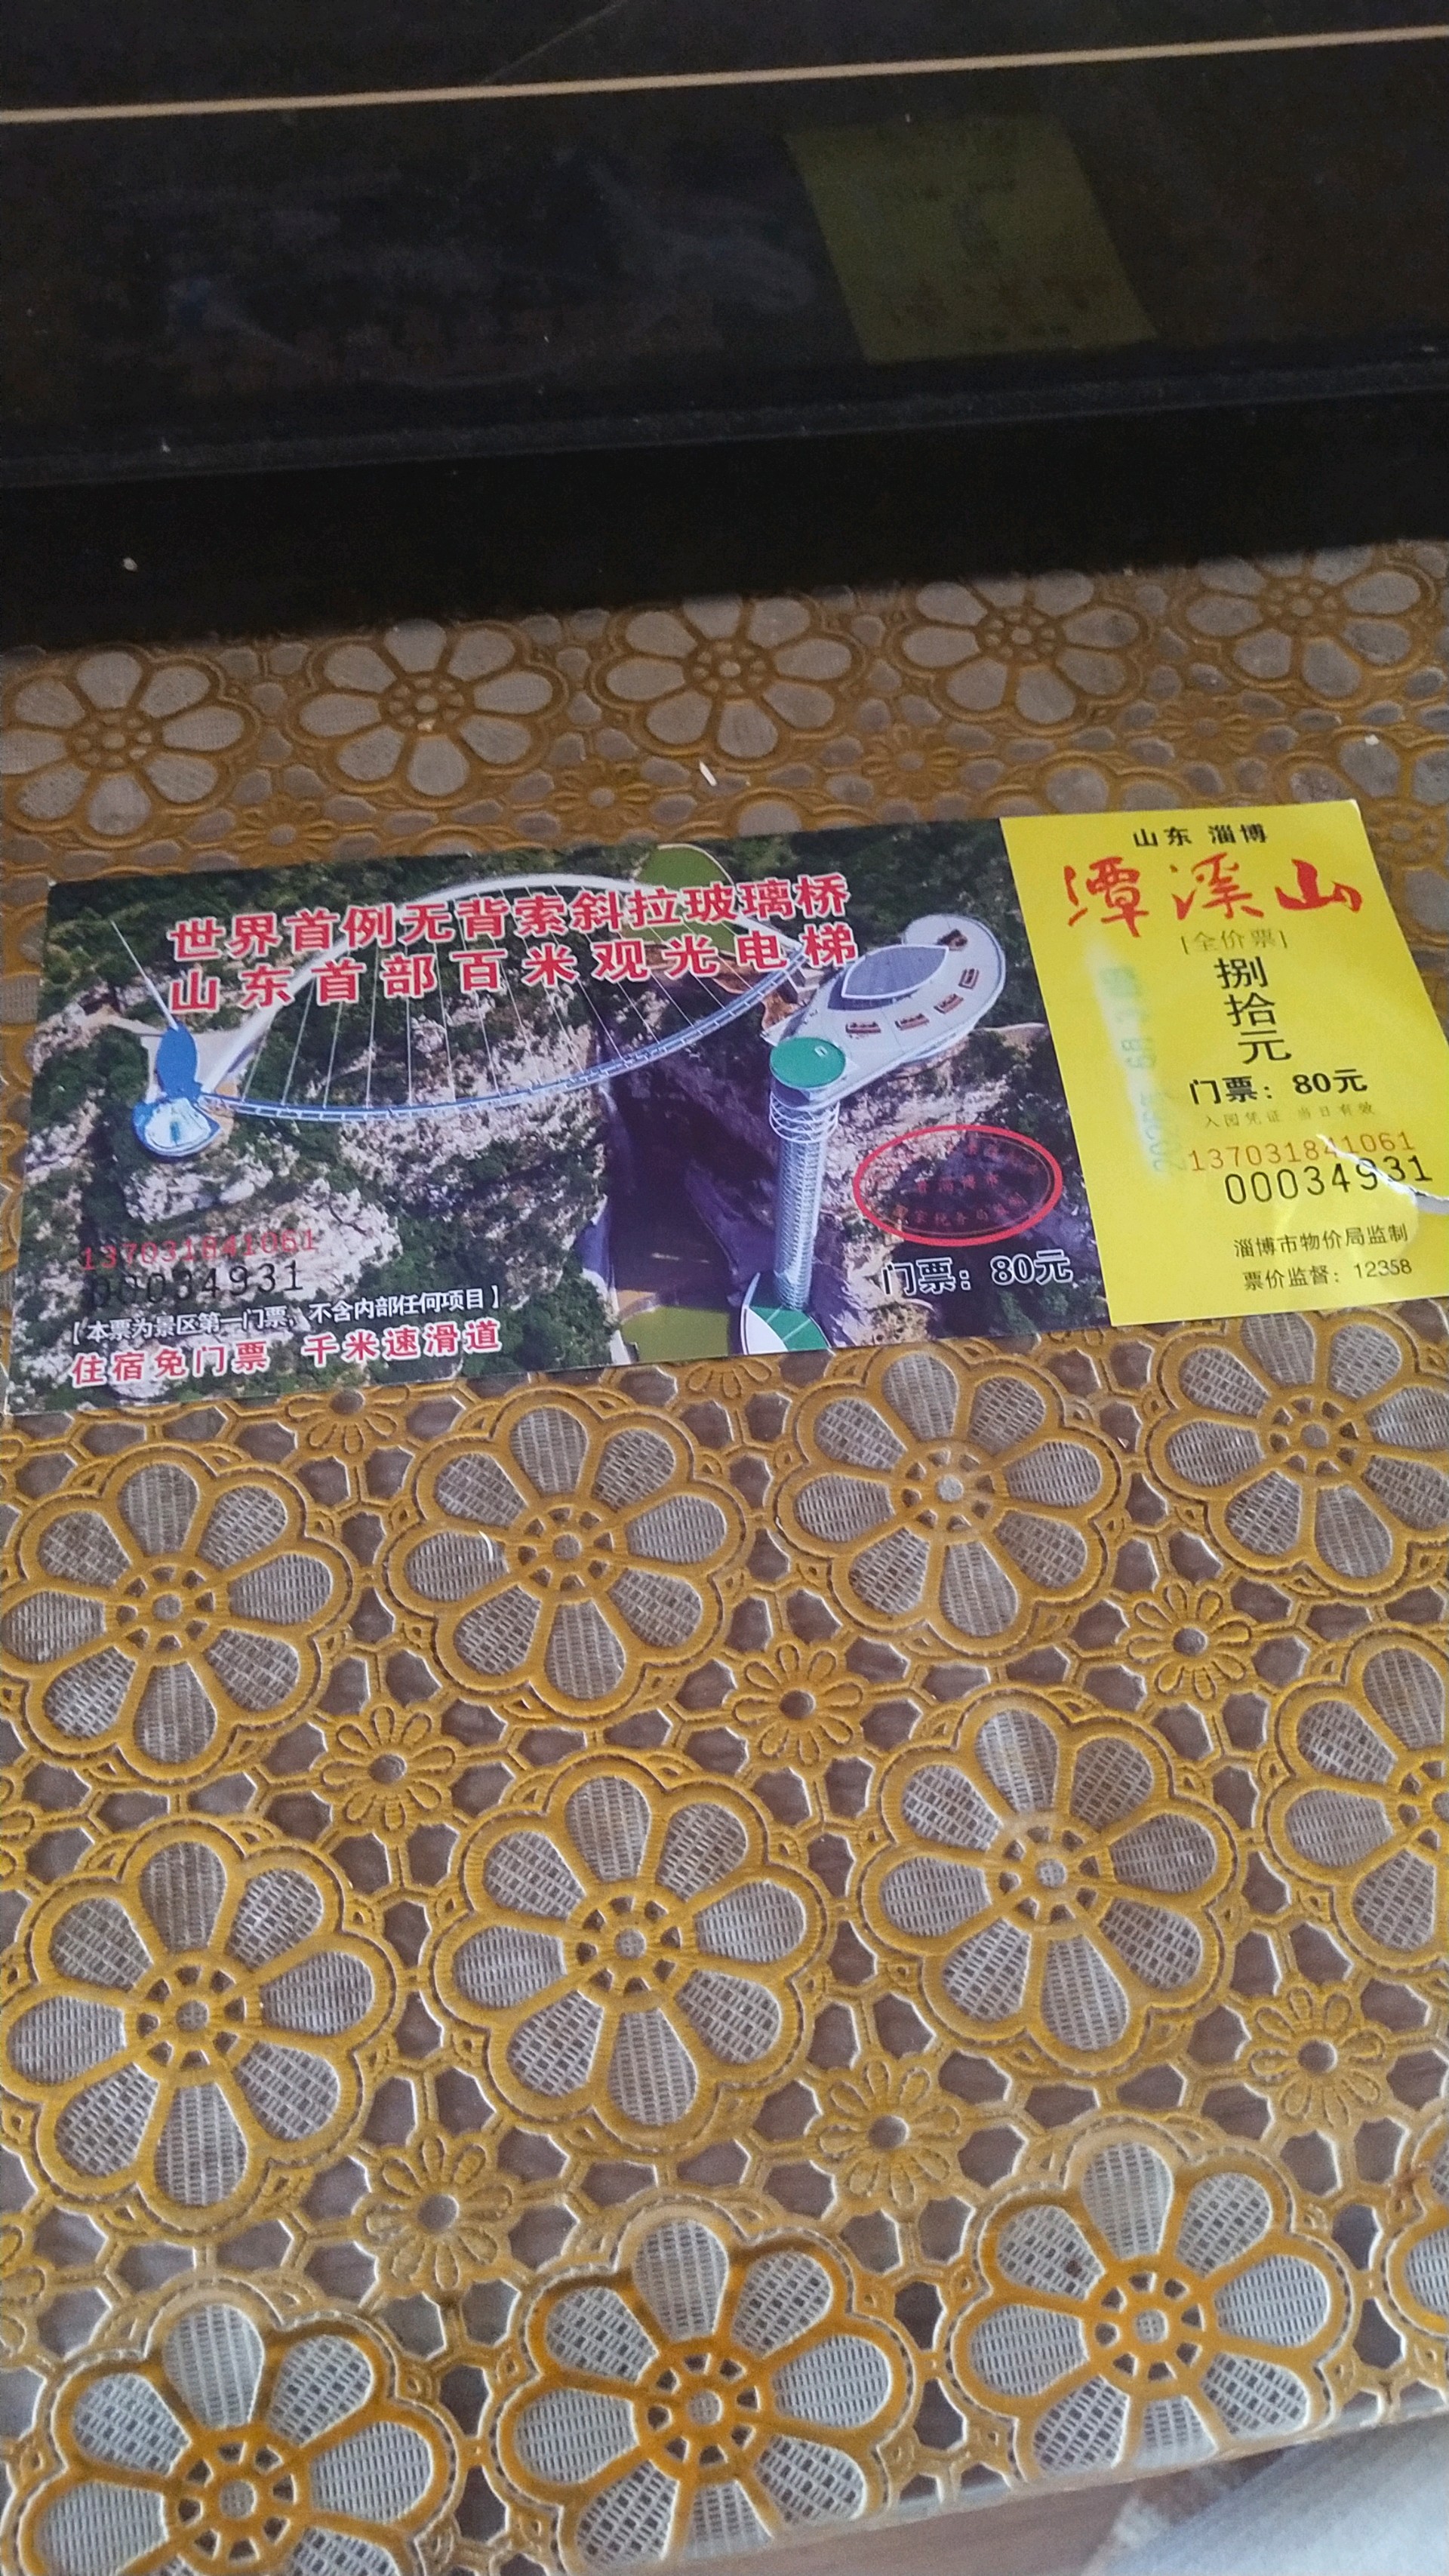 世界首例无背索斜拉玻璃桥
山东首部百米观光电梯
137031841061
00034931
【本票为景区第一门票，不含内部任何项目】
住宿免门票 千米速滑道
门票：80元
山东 淄博
潭溪山
[全价票]
捌
拾
元
门票：80元
入园凭证 当日有效
137031841061
00034931
淄博市物价局监制
票价监督：12358